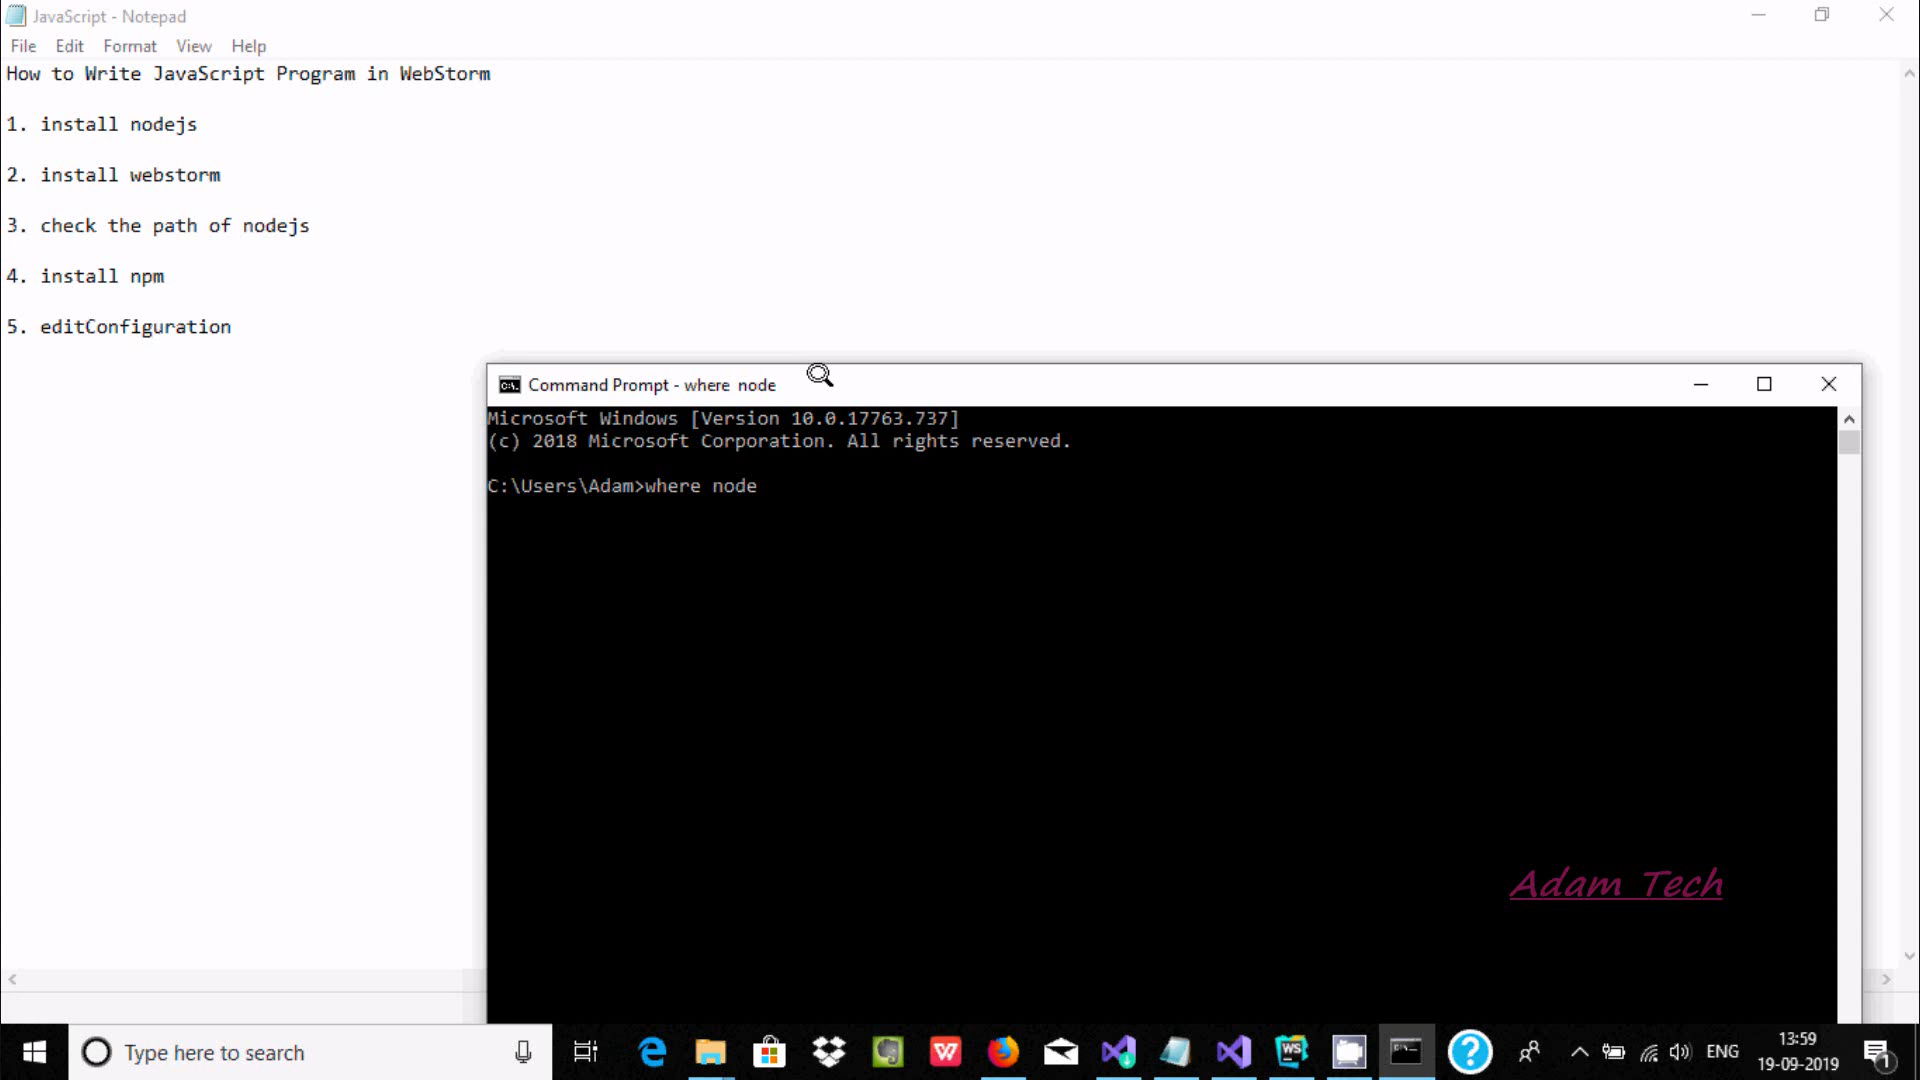 JavaScript - Notepad
File Edit Format View Help
How to Write JavaScript Program in WebStorm
1. install nodejs
2. install webstorm
3. check the path of nodejs
4. install npm
5. editConfiguration
Command Prompt - where  node
Microsoft Windows [Version 10.0.17763.737]
(c) 2018 Microsoft Corporation. All rights reserved.
C:\Users\Adam>where node
Adam Tech
Type here to search
WS
ENG
13:59
19-09-2019
1